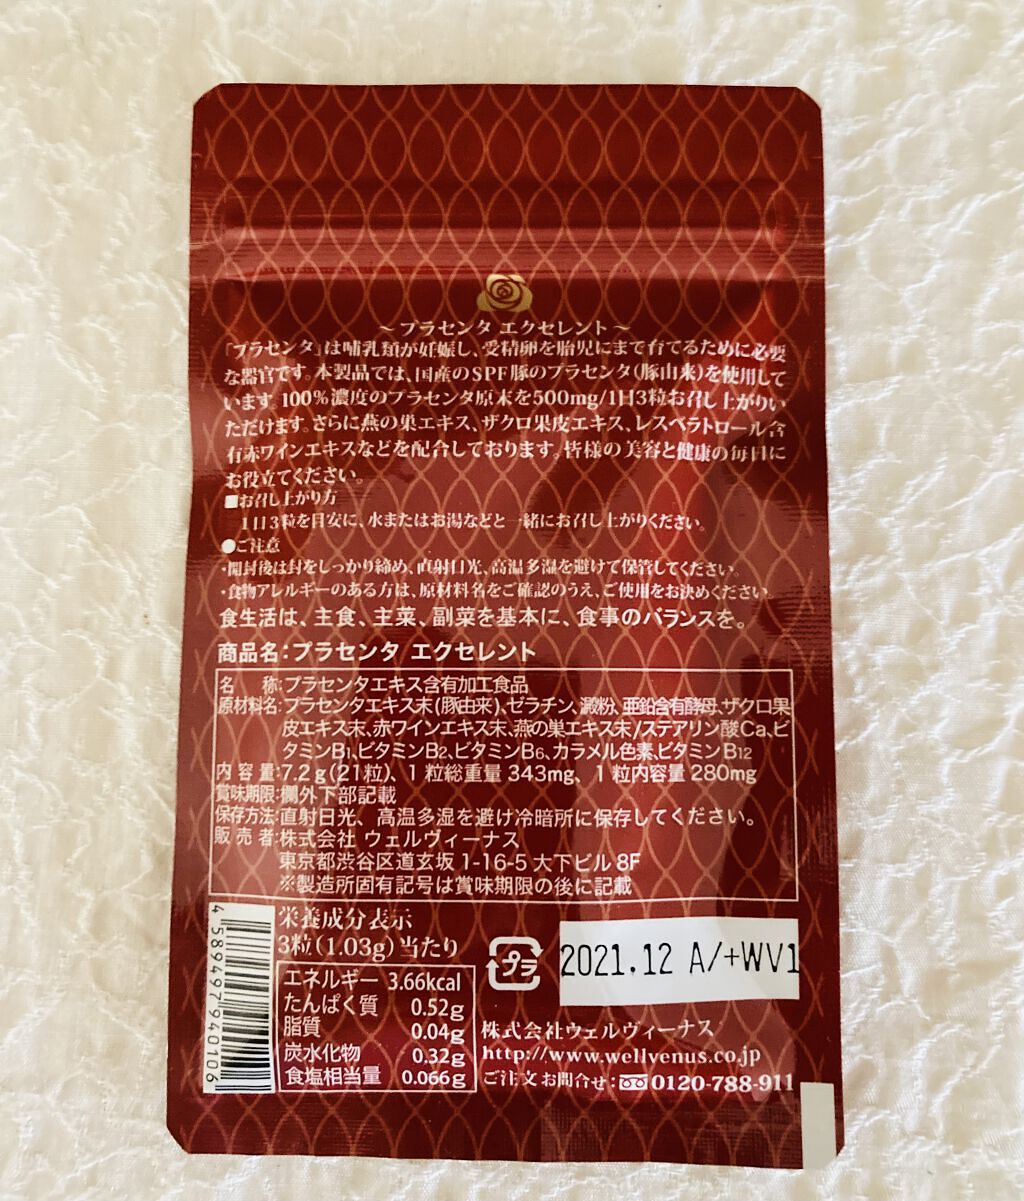 ～プラセンタ エクセレント～
「プラセンタ」は哺乳類が妊娠し、受精卵を胎児にまで育てるために必要
な器官です。本製品では、国産のSPF豚のプラセンタ(豚由来)を使用して
います。100%濃度のプラセンタ原末を500mg/1日3粒お召し上がりい
ただけます。さらに燕の巣エキス、ザクロ果皮エキス、レスベラトロール含
有赤ワインエキスなどを配合しております。皆様の美容と健康の毎日に
お役立てください。
■お召し上がり方
1日3粒を目安に、水またはお湯などと一緒にお召し上がりください。
●ご注意
・開封後は封をしっかり締め、直射日光、高温多湿を避けて保管してください。
・食物アレルギーのある方は、原材料名をご確認のうえ、ご使用をお決めください。
食生活は、主食、主菜、副菜を基本に、食事のバランスを。
商品名：プラセンタ エクセレント
名 称：プラセンタエキス含有加工食品
原材料名：プラセンタエキス末(豚由来)、ゼラチン、澱粉、亜鉛含有酵母、ザクロ果
皮エキス末、赤ワインエキス末、燕の巣エキス末/ステアリン酸Ca、ビ
タミンB1、ビタミンB2、ビタミンB6、カラメル色素、ビタミンB12
内 容 量：7.2g(21粒)、1粒総重量 343mg、1粒内容量 280mg
賞味期限：欄外下部記載
保存方法：直射日光、高温多湿を避け冷暗所に保存してください。
販 売 者：株式会社 ウェルヴィーナス
東京都渋谷区道玄坂 1-16-5 大下ビル 8F
※製造所固有記号は賞味期限の後に記載
4589497940106
栄養成分表示
3粒(1.03g)当たり
エネルギー 3.66kcal
たんぱく質 0.52g
脂質 0.04g
炭水化物 0.32g
食塩相当量 0.066g
プラ
2021.12 A/+WV1
株式会社ウェルヴィーナス
http://www.wellvenus.co.jp
ご注文お問合せ：0120-788-911